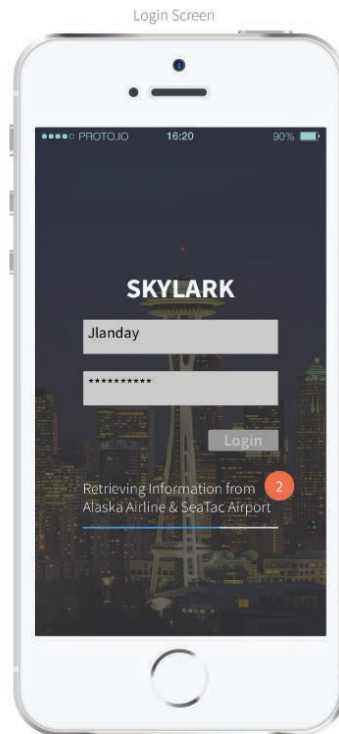 Login Screen
PROTO.IO 16:20 90%
SKYLARK
Jlanday
**********
Login
Retrieving Information from 2
Alaska Airline & SeaTac Airport